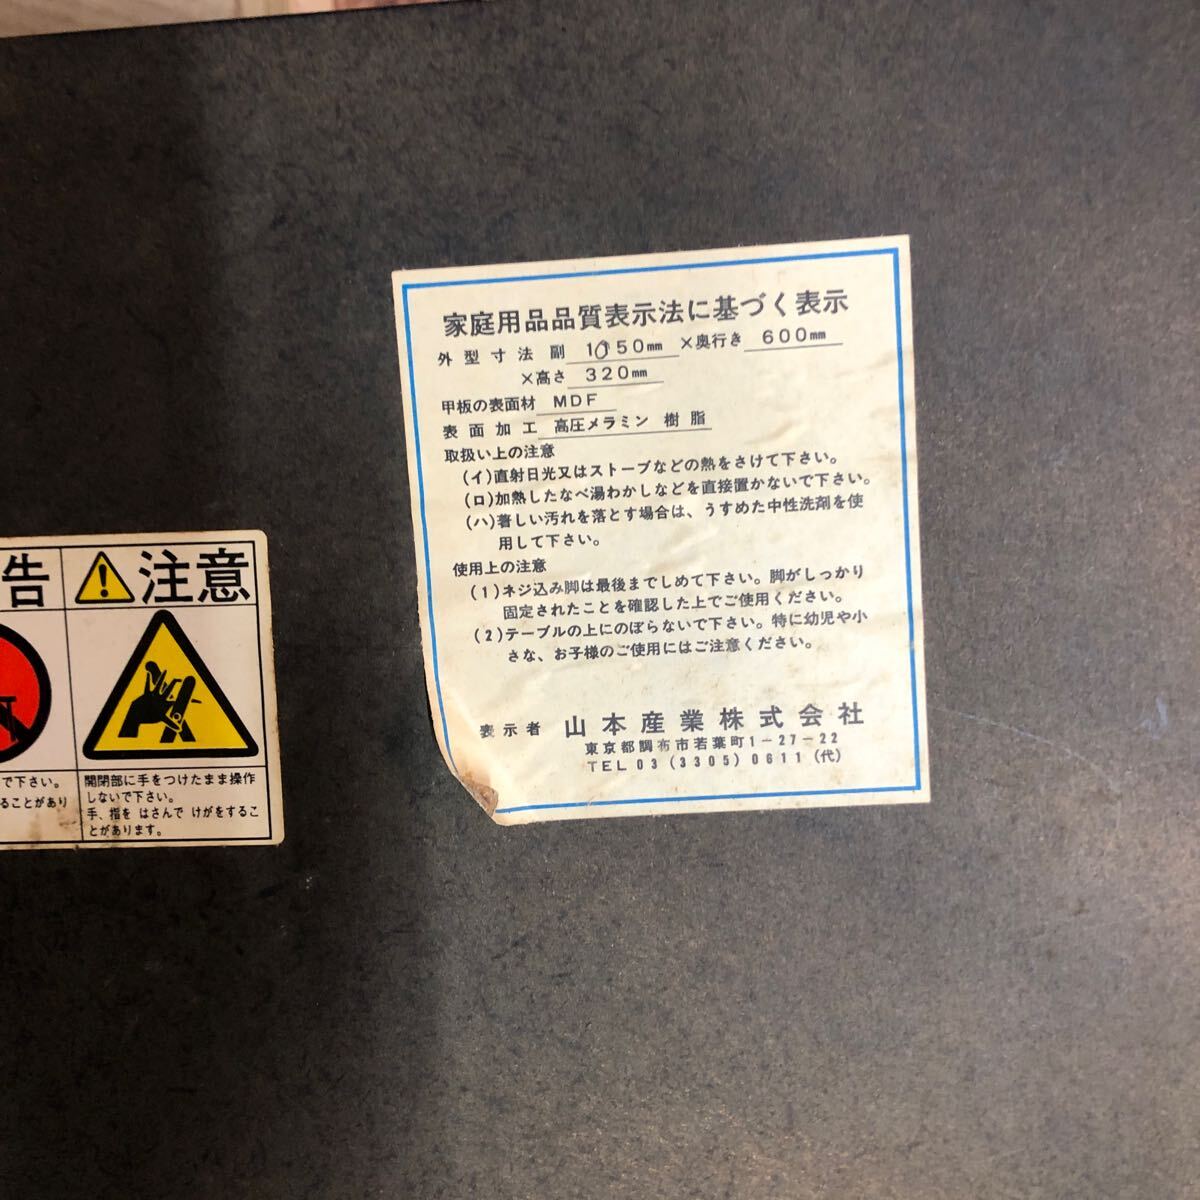 家庭用品品質表示法に基づく表示
外型寸法 副 1050mm ×奥行き 600mm
×高さ 320mm
甲板の表面材 MDF
表面加工 高圧メラミン 樹脂
取扱い上の注意
(イ)直射日光又はストーブなどの熱をさけて下さい。
(ロ)加熱したなべ湯わかしなどを直接置かないで下さい。
(ハ)著しい汚れを落とす場合は、うすめた中性洗剤を使
用して下さい。
使用上の注意
(1)ネジ込み脚は最後までしめて下さい。脚がしっかり
固定されたことを確認した上でご使用ください。
(2)テーブルの上にのぼらないで下さい。特に幼児や小
さな、お子様のご使用にはご注意ください。
表示者 山本産業株式会社
東京都調布市若葉町1-27-22
TEL 03 (3305) 0611 (代)
告
で下さい。
ることがあり
注意
開閉部に手をつけたまま操作
しないで下さい。
手、指を はさんで けがをするこ
とがあります。